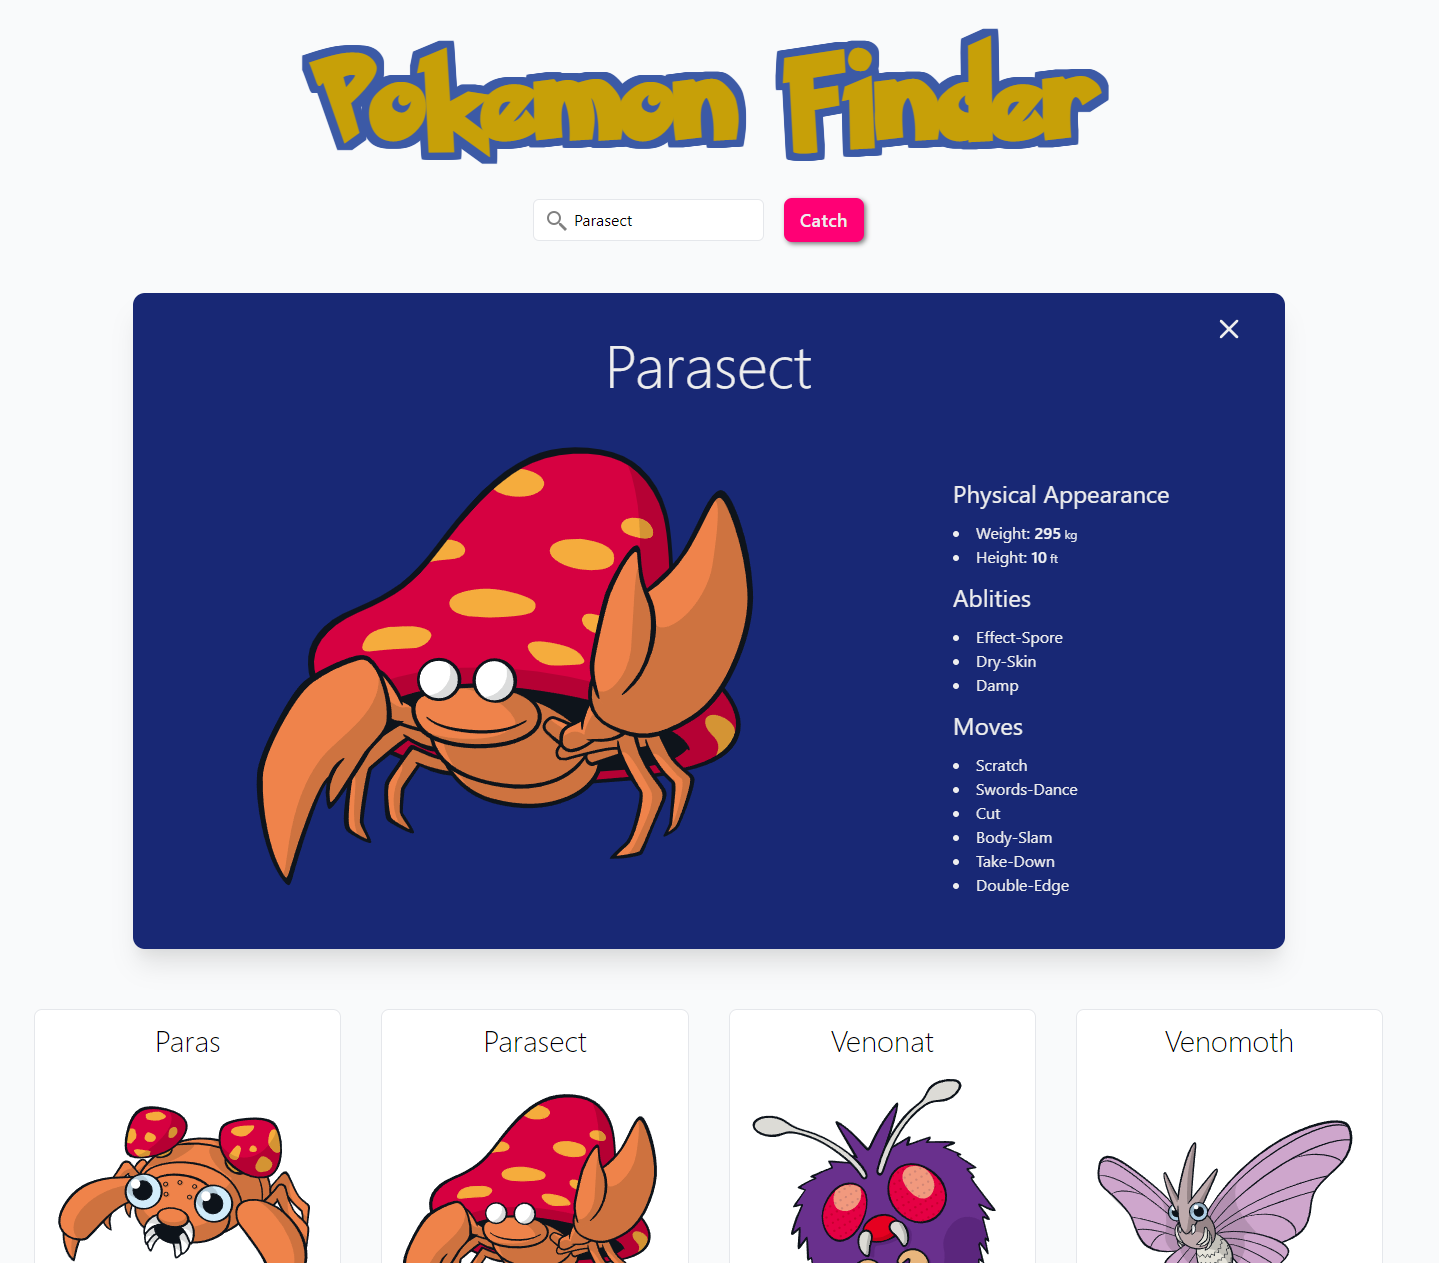 Pokemon Finder
Parasect
Catch
Parasect
Physical Appearance
Weight: 295 kg
Height: 10 ft
Ablities
Effect-Spore
Dry-Skin
Damp
Moves
Scratch
Swords-Dance
Cut
Body-Slam
Take-Down
Double-Edge
Paras
Parasect
Venonat
Venomoth